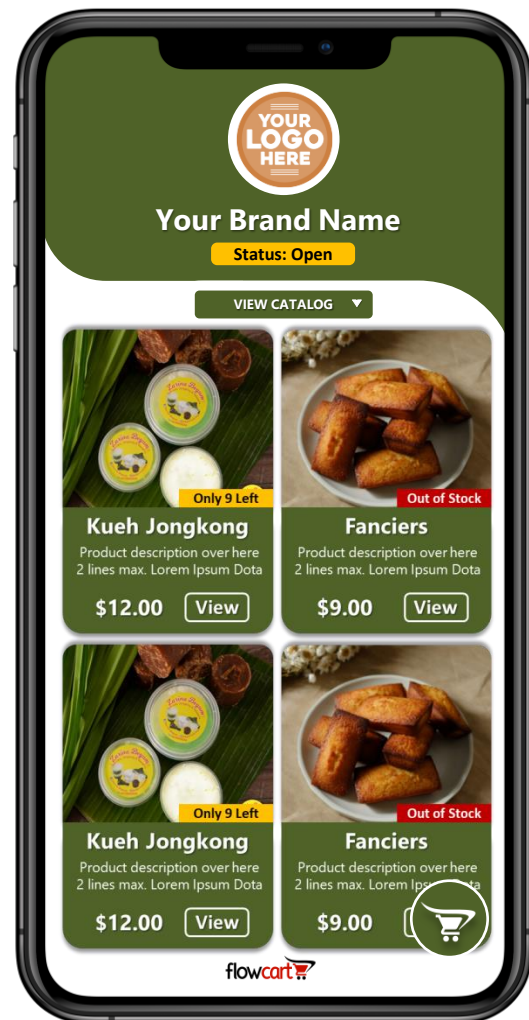 YOUR
LOGO
HERE
Your Brand Name
Status: Open
VIEW CATALOG
Only 9 Left
Out of Stock
Kueh Jongkong
Fanciers
Product description over here
2 lines max. Lorem Ipsum Dota
Product description over here
2 lines max. Lorem Ipsum Dota
$12.00
View
$9.00
View
Only 9 Left
Out of Stock
Kueh Jongkong
Fanciers
Product description over here
2 lines max. Lorem Ipsum Dota
Product description over here
2 lines max. Lorem
$12.00
View
$9.00
flowcart